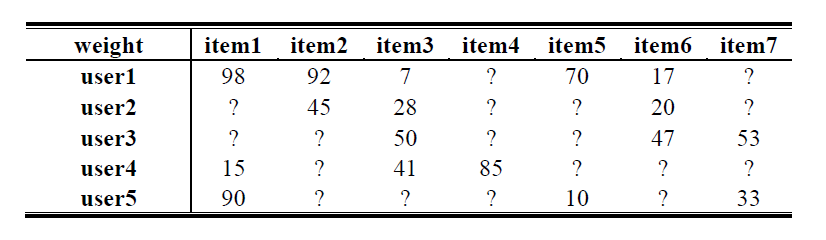 weight item1 item2 item3 item4 item5 item6 item7
user1 98 92 7 ? 70 17 ?
user2 ? 45 28 ? ? 20 ?
user3 ? ? 50 ? ? 47 53
user4 15 ? 41 85 ? ? ?
user5 90 ? ? ? 10 ? 33